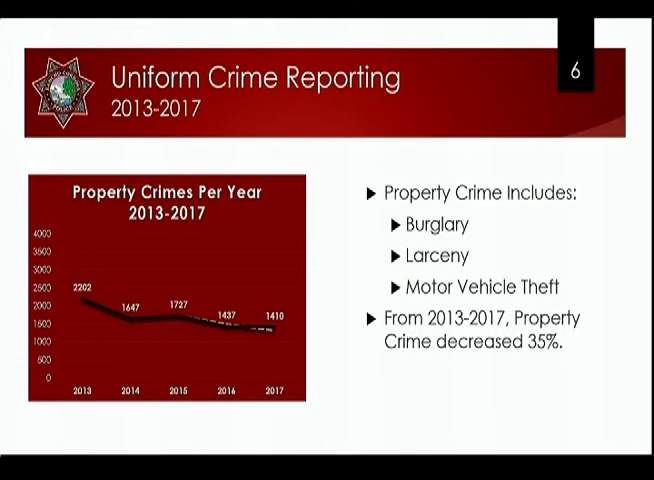 Uniform Crime Reporting
2013-2017
6
Property Crimes Per Year
2013-2017
4000
3500
3000
2500
2000
1500
1000
500
0
2202
1647
1727
1437
1410
2013 2014 2015 2016 2017
Property Crime Includes:
Burglary
Larceny
Motor Vehicle Theft
From 2013-2017, Property
Crime decreased 35%.